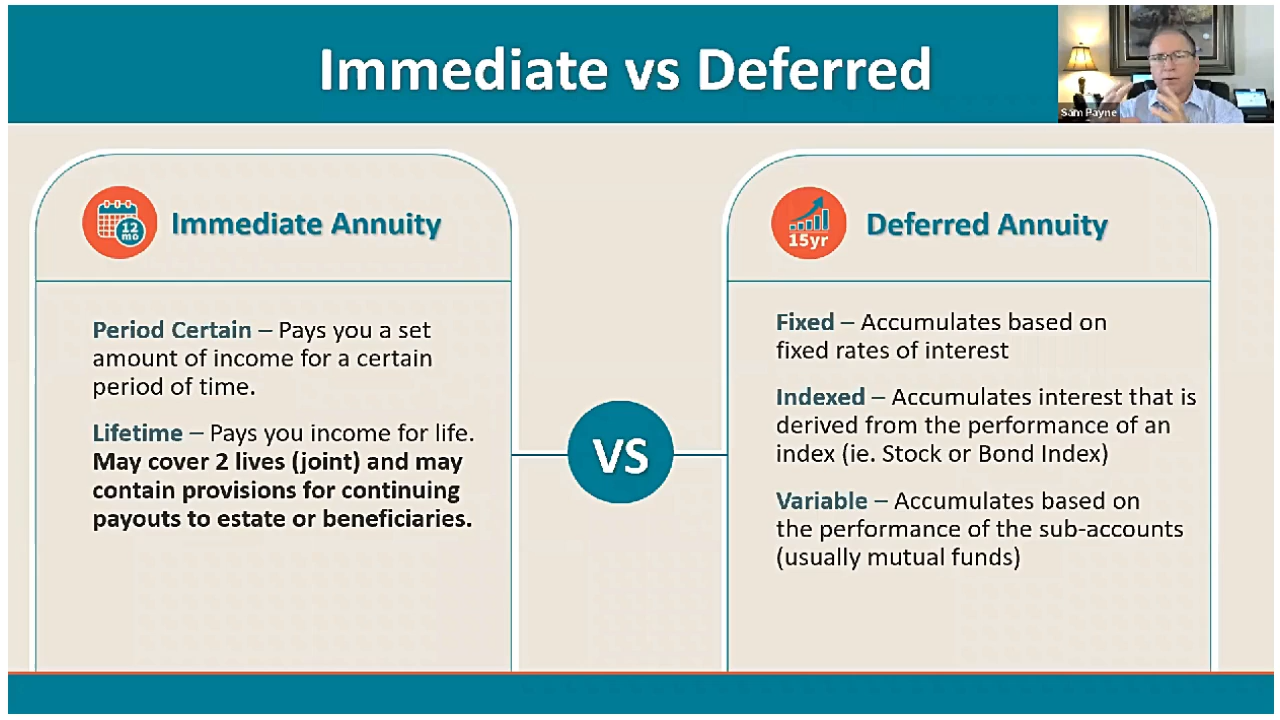 Immediate vs Deferred
Sam Payne
12
mo
Immediate Annuity
Period Certain – Pays you a set
amount of income for a certain
period of time.
Lifetime – Pays you income for life.
May cover 2 lives (joint) and may
contain provisions for continuing
payouts to estate or beneficiaries.
VS
15yr
Deferred Annuity
Fixed – Accumulates based on
fixed rates of interest
Indexed – Accumulates interest that is
derived from the performance of an
index (ie. Stock or Bond Index)
Variable – Accumulates based on
the performance of the sub-accounts
(usually mutual funds)